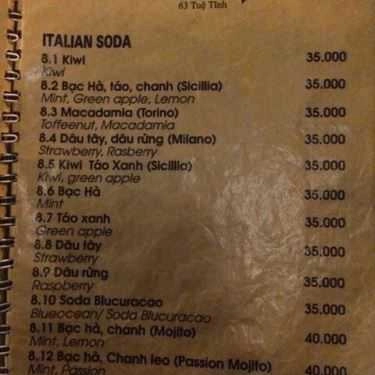 63 Tuệ Tĩnh
ITALIAN SODA
8.1 Kiwi 35.000
Kiwi
8.2 Bạc Hà, táo, chanh (Sicillia) 35.000
Mint, Green apple, Lemon
8.3 Macadamia (Torino) 35.000
Toffeenut, Macadamia
8.4 Dâu tây, dâu rừng (Milano) 35.000
Strawberry, Rasberry
8.5 Kiwi Táo Xanh (Sicillia) 35.000
Kiwi, green apple
8.6 Bạc Hà 35.000
Mint
8.7 Táo xanh 35.000
Green apple
8.8 Dâu tây 35.000
Strawberry
8.9 Dâu rừng 35.000
Raspberry
8.10 Soda Blucuracao 35.000
Blueocean/ Soda Blucuracao
8.11 Bạc hà, chanh (Mojito) 40.000
Mint, Lemon
8.12 Bạc hà, Chanh leo (Passion Mojito) 40.000
Mint, Passion